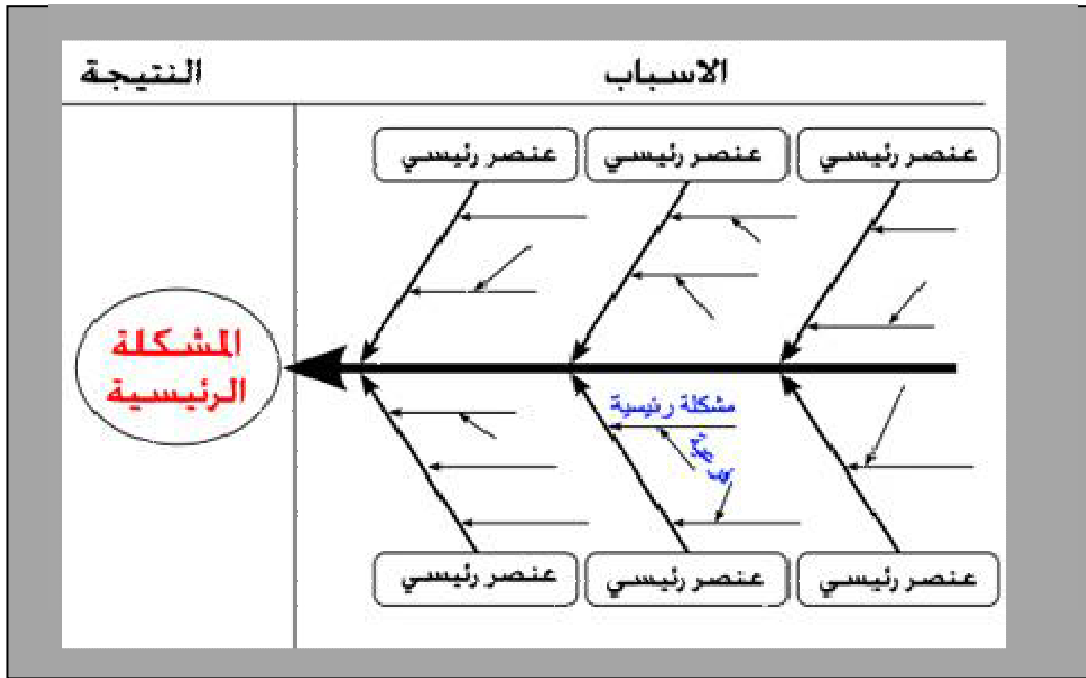 الاسباب
النتيجة
عنصر رئيسي
عنصر رئيسي
عنصر رئيسي
المشكلة
الرئيسية
مشكلة رئيسية
عنصر رئيسي
عنصر رئيسي
عنصر رئيسي